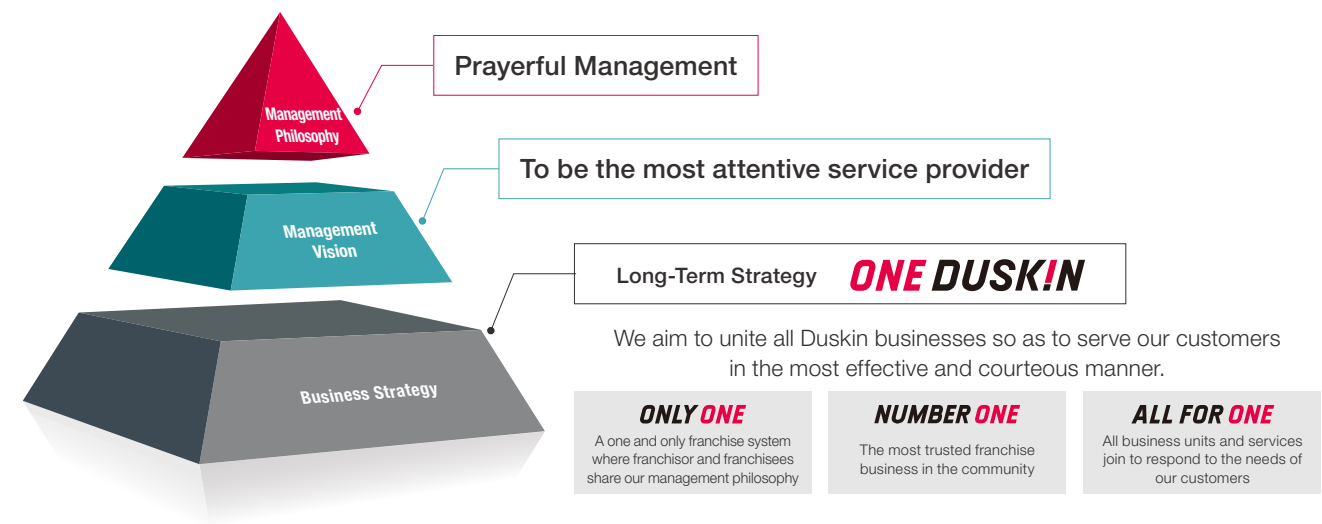 Management
Philosophy
Prayerful Management
Management
Vision
To be the most attentive service provider
Business Strategy
Long-Term Strategy ONE DUSK!N
We aim to unite all Duskin businesses so as to serve our customers
in the most effective and courteous manner.
ONLY ONE
A one and only franchise system
where franchisor and franchisees
share our management philosophy
NUMBER ONE
The most trusted franchise
business in the community
ALL FOR ONE
All business units and services
join to respond to the needs of
our customers